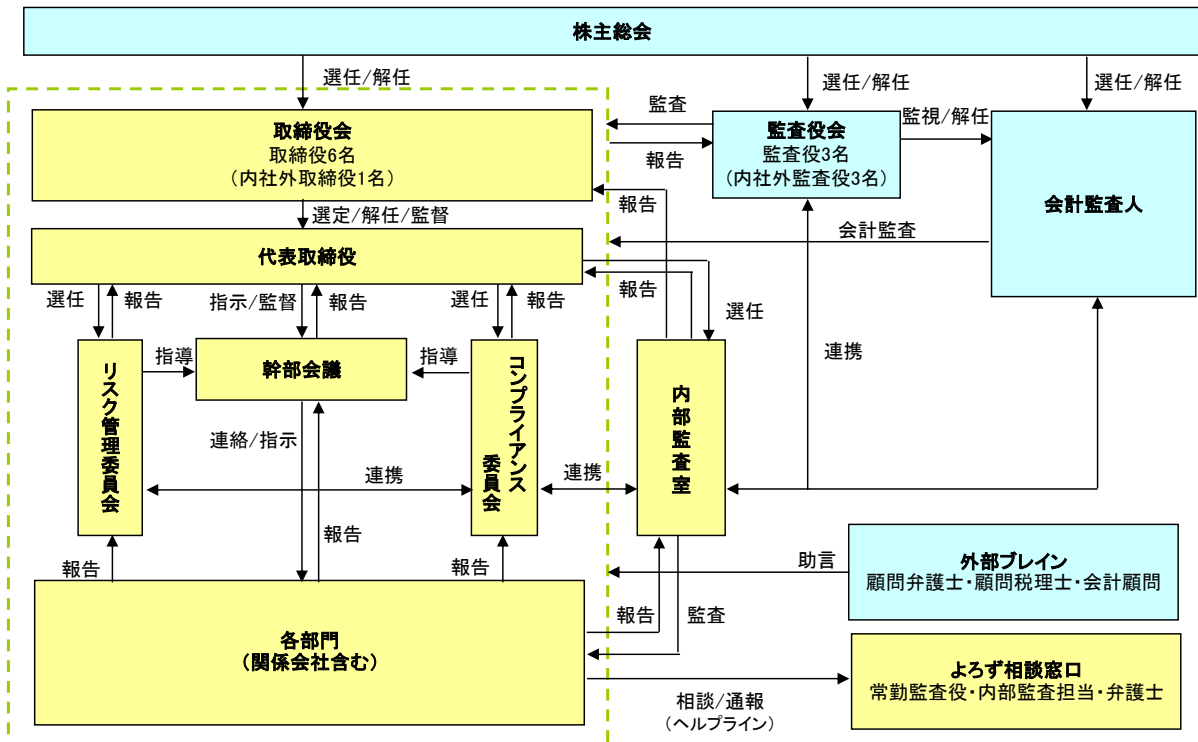 株主総会
選任/解任
選任/解任
選任/解任
取締役会
取締役6名
（内社外取締役1名）
監査
報告
監査役会
監査役3名
（内社外監査役3名）
監視/解任
会計監査人
報告
選定/解任/監督
会計監査
代表取締役
報告
選任
選任
報告
指示/監督
報告
選任
報告
リスク管理委員会
指導
幹部会議
指導
コンプライアンス
委員会
内部監査室
連携
連絡/指示
連携
連携
報告
報告
報告
報告
監査
助言
外部ブレイン
顧問弁護士・顧問税理士・会計顧問
各部門
（関係会社含む）
よろず相談窓口
常勤監査役・内部監査担当・弁護士
相談/通報
（ヘルプライン）